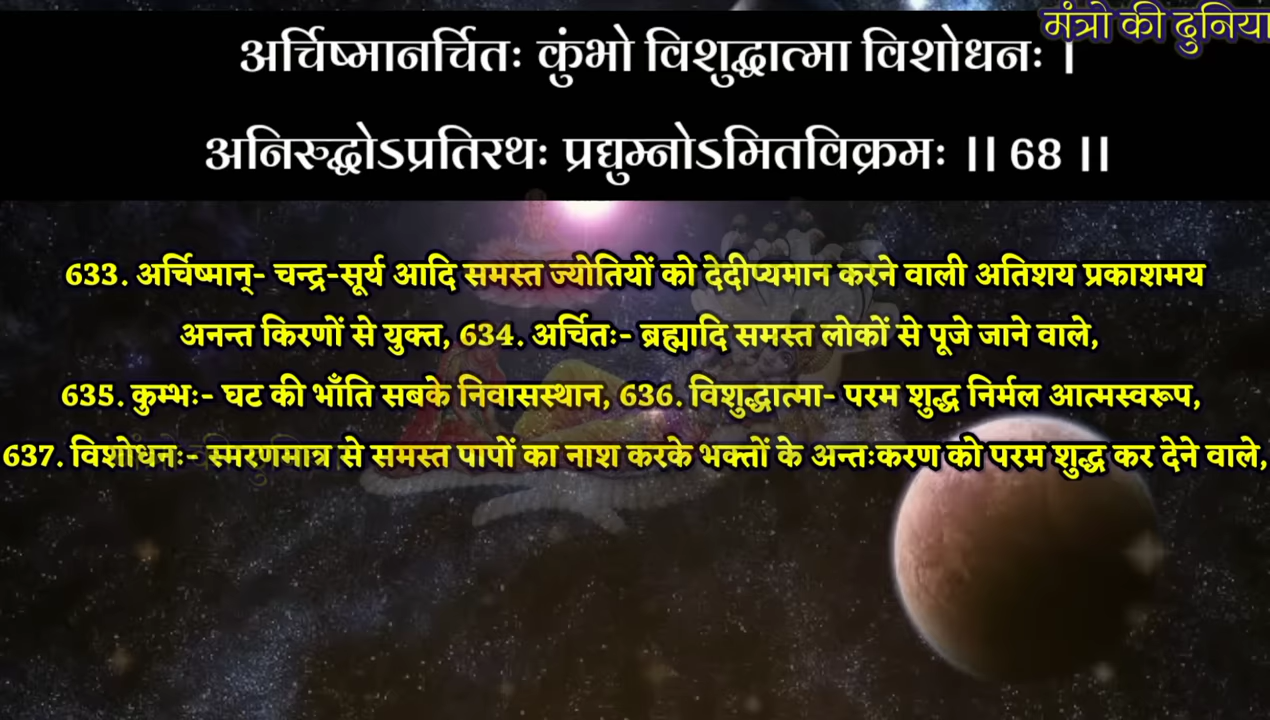 मंत्रो की दुनिया
अर्चिष्मानर्चितः कुंभो विशुद्धात्मा विशोधनः |
अनिरुद्धोऽप्रतिरथः प्रद्युम्नोऽमितविक्रमः || 68 ||
633. अर्चिष्मान्- चन्द्र-सूर्य आदि समस्त ज्योतियों को देदीप्यमान करने वाली अतिशय प्रकाशमय
अनन्त किरणों से युक्त, 634. अर्चितः- ब्रह्मादि समस्त लोकों से पूजे जाने वाले,
635. कुम्भः- घट की भाँति सबके निवासस्थान, 636. विशुद्धात्मा- परम शुद्ध निर्मल आत्मस्वरूप,
637. विशोधनः- स्मरणमात्र से समस्त पापों का नाश करके भक्तों के अन्तःकरण को परम शुद्ध कर देने वाले,